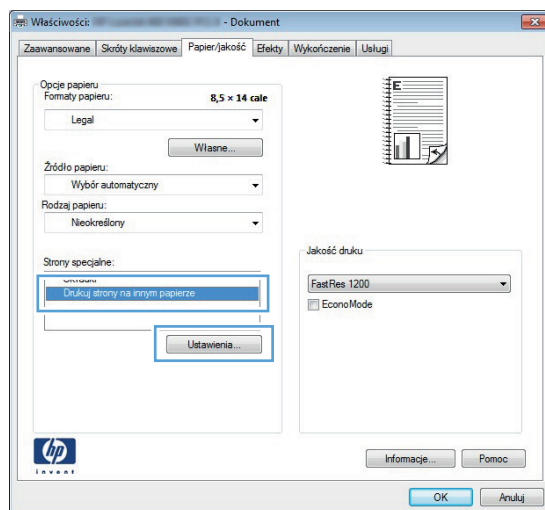 Właściwości: - Dokument
Zaawansowane Skróty klawiszowe Papier/jakość Efekty Wykończenie Usługi
Opcje papieru
Formaty papieru: 8,5 × 14 cale
Legal
Własne...
Źródło papieru:
Wybór automatyczny
Rodzaj papieru:
Nieokreślony
Strony specjalne:
Drukuj strony na innym papierze
Ustawienia...
Jakość druku
FastRes 1200
EconoMode
E
hp
invent
Informacje... Pomoc
OK Anuluj